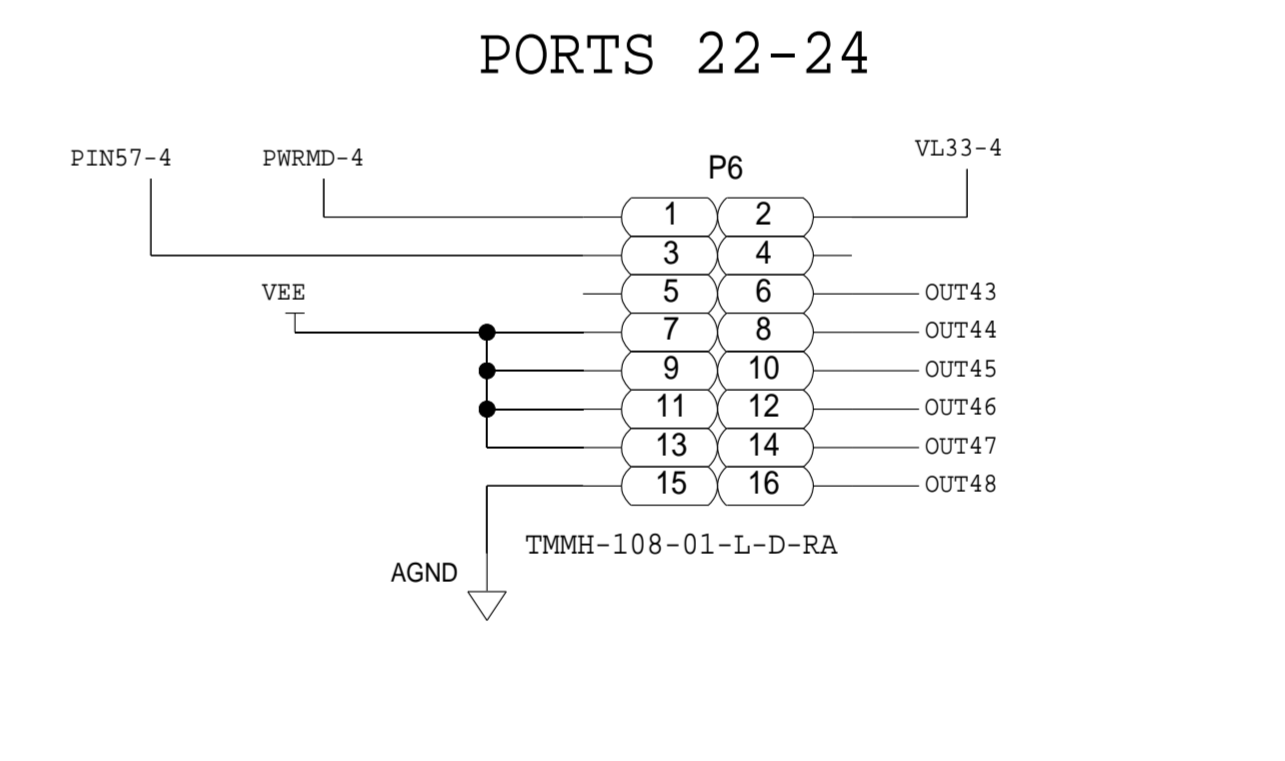 PORTS 22-24
PIN57-4 PWRMD-4 P6 VL33-4
1 2
3 4
VEE 5 6 OUT43
7 8 OUT44
9 10 OUT45
11 12 OUT46
13 14 OUT47
15 16 OUT48
TMMH-108-01-L-D-RA
AGND